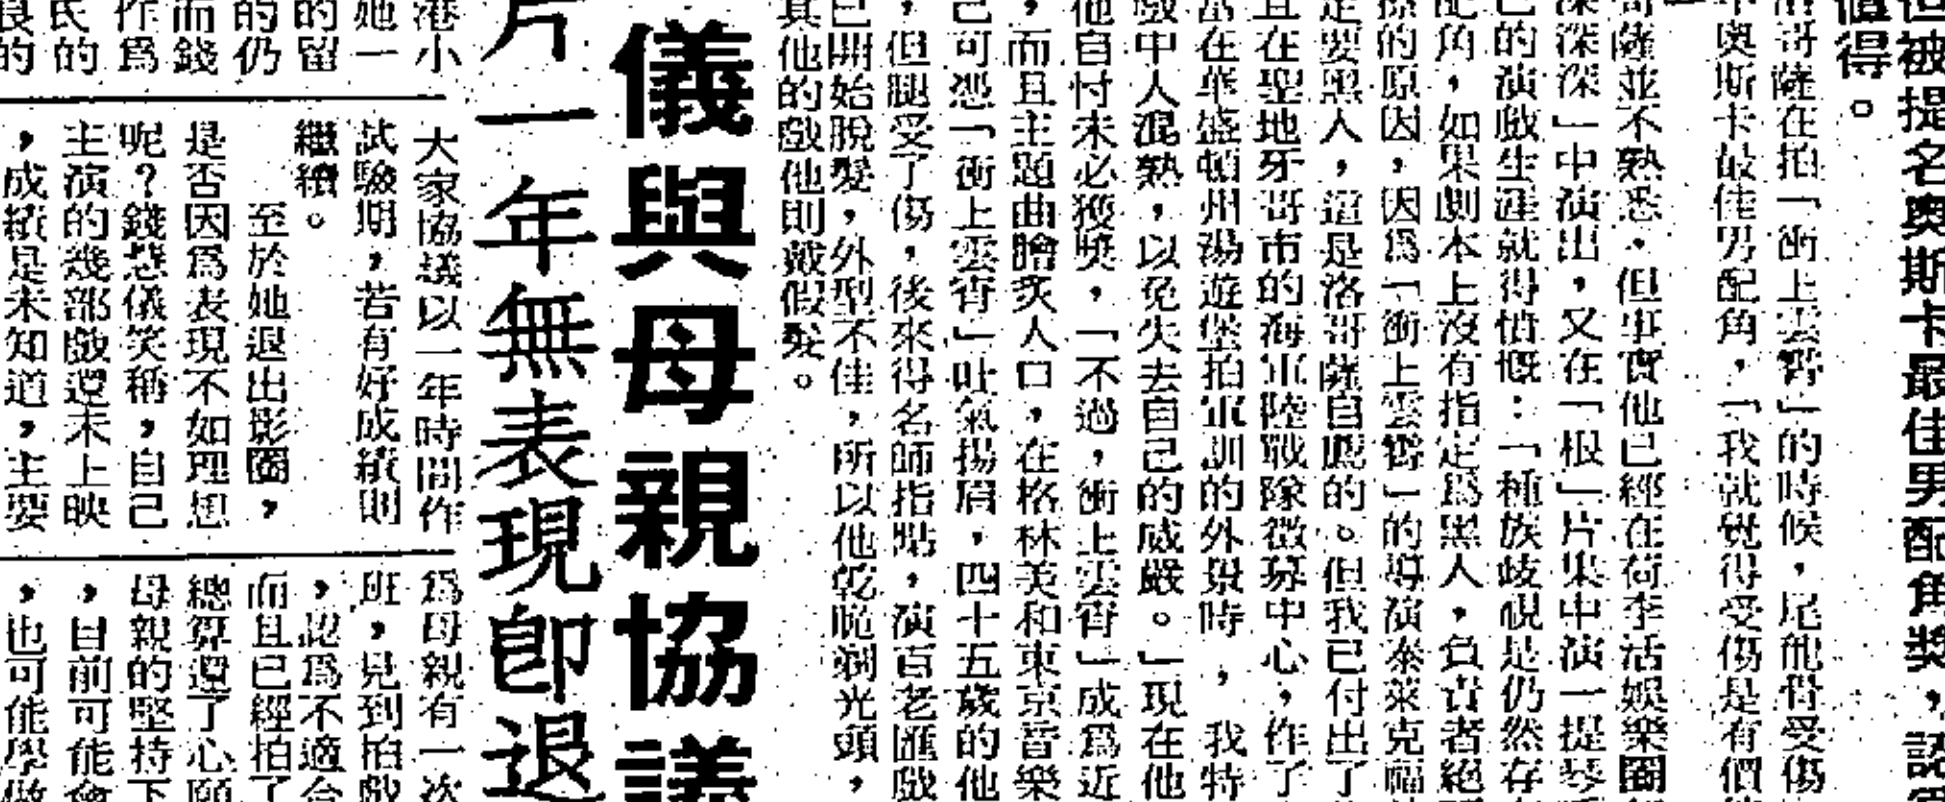 但被提名奧斯卡最佳男配角獎，認
值得。
洛哥薩在拍「衝上雲霄」的時候，尾骶骨受傷
年奧斯卡最佳男配角，「我就覺得受傷是有價
哥薩並不熟悉。但事實他已經在荷李活娛樂圈
深深深」中演出，又在「根」片集中演一提琴
己的演戲生涯就得憤慨：「種族歧視是仍然存
配角，如果劇本上沒有指定爲黑人，負責者絕
際的原因，因爲「衝上雲霄」的導演泰萊克福
定要黑人，這是洛哥薩自薦的。但我已付出了
且在聖地牙哥市的海軍陸戰隊徵募中心，作了
當在華盛頓州湯遊堡拍軍訓的外景時，我特
戲中人混熟，以免失去自己的威嚴。」現在他
他自忖未必獲獎，「不過，衝上雲霄」成爲近
，而且主題曲膾炙人口，在格林美和東京音樂
己可憑「衝上雲霄」吐氣揚眉，四十五歲的他
，但腿受了傷，後來得名師指點，演百老匯戲
已開始脫髮，外型不佳，所以他乾脆剃光頭，
其他的戲他則戴假髮。
儀與母親協議
片一年無表現卽退
港小
她一
的留
的仍
而錢
作爲
民的
良的
大家協議以一年時間作
試驗期，若有好成績則
繼續。
至於她退出影圈，
是否因爲表現不如理想
呢？錢慧儀笑稱，自己
主演的幾部戲還未上映
，成績是未知道，主要
爲母親有一次
班，見到拍戲
，認爲不適合
而且已經拍了
總算還了心願
母親的堅持下
，目前可能會
，也可能學做